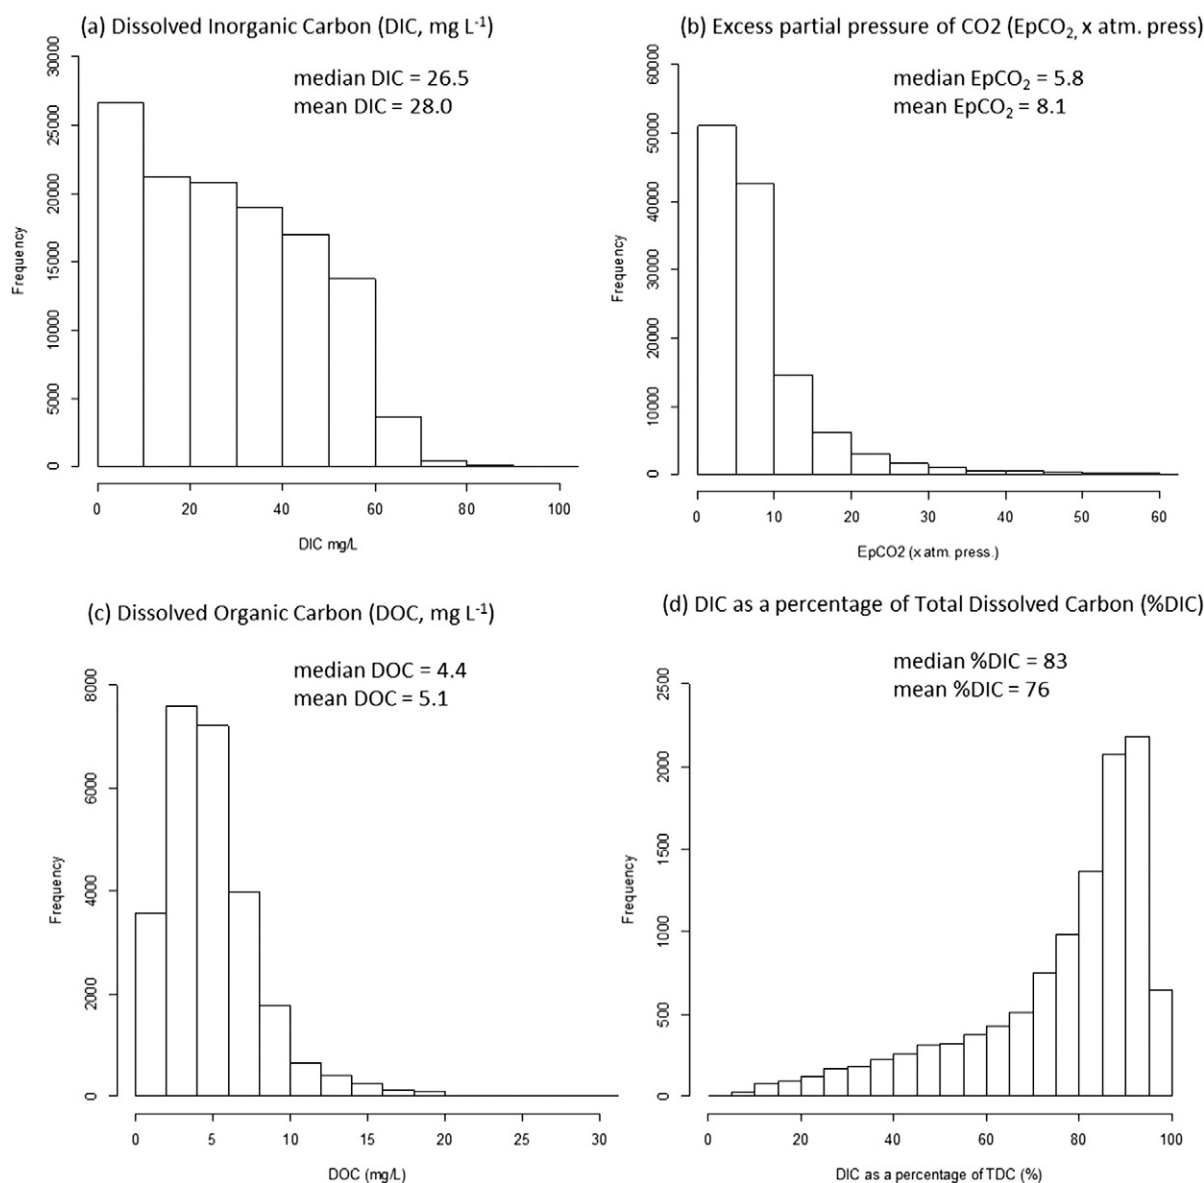 (a) Dissolved Inorganic Carbon (DIC, mg L-1)
median DIC = 26.5
mean DIC = 28.0
30000
25000
20000
15000
10000
5000
0
Frequency
0 20 40 60 80 100
DIC mg/L
(b) Excess partial pressure of CO2 (EpCO2, x atm. press)
median EpCO2 = 5.8
mean EpCO2 = 8.1
60000
50000
40000
30000
20000
10000
0
Frequency
0 10 20 30 40 50 60
EpCO2 (x atm. press.)
(c) Dissolved Organic Carbon (DOC, mg L-1)
median DOC = 4.4
mean DOC = 5.1
8000
6000
4000
2000
0
Frequency
0 5 10 15 20 25 30
DOC (mg/L)
(d) DIC as a percentage of Total Dissolved Carbon (%DIC)
median %DIC = 83
mean %DIC = 76
2500
2000
1500
1000
500
0
Frequency
0 20 40 60 80 100
DIC as a percentage of TDC (%)